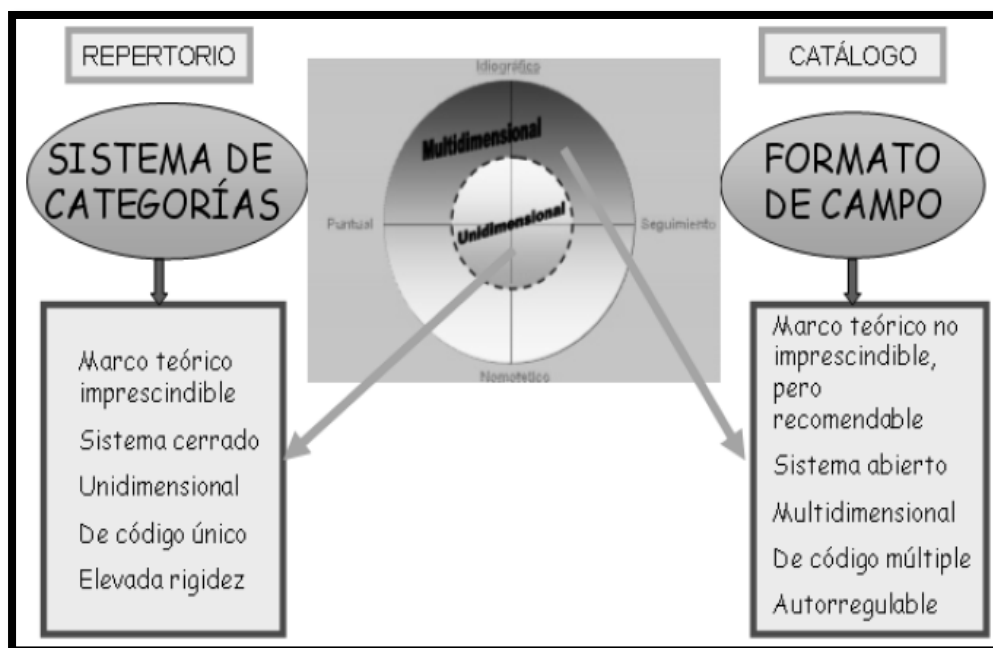 REPERTORIO
SISTEMA DE
CATEGORÍAS
Marco teórico
imprescindible
Sistema cerrado
Unidimensional
De código único
Elevada rigidez
Idiográfico
Multidimensional
Puntual
Unidimensional
Seguimiento
Nomotético
CATÁLOGO
FORMATO
DE CAMPO
Marco teórico no
imprescindible,
pero
recomendable
Sistema abierto
Multidimensional
De código múltiple
Autorregulable